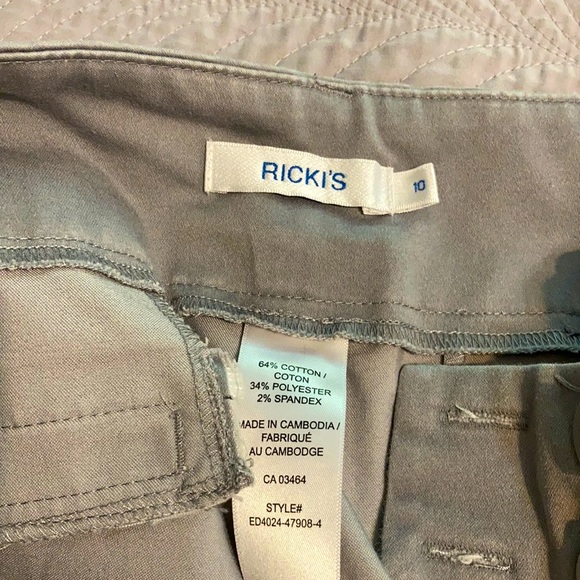 RICKI'S
10
64% COTTON /
COTON
34% POLYESTER
2% SPANDEX
MADE IN CAMBODIA /
FABRIQUÉ
AU CAMBODGE
CA 03464
STYLE#
ED4024-47908-4